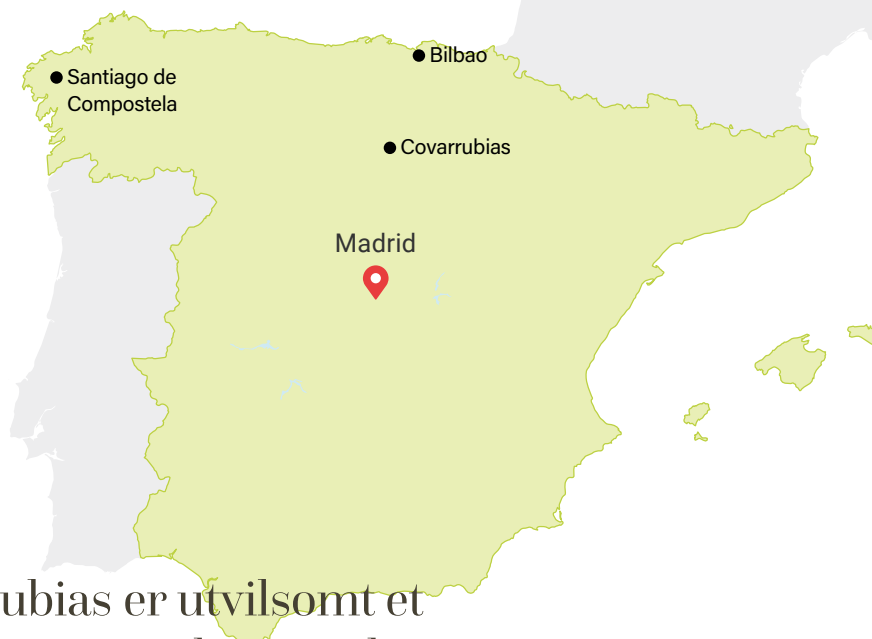 Bilbao
Santiago de
Compostela
Covarrubias
Madrid
ubias er utvilsomt et